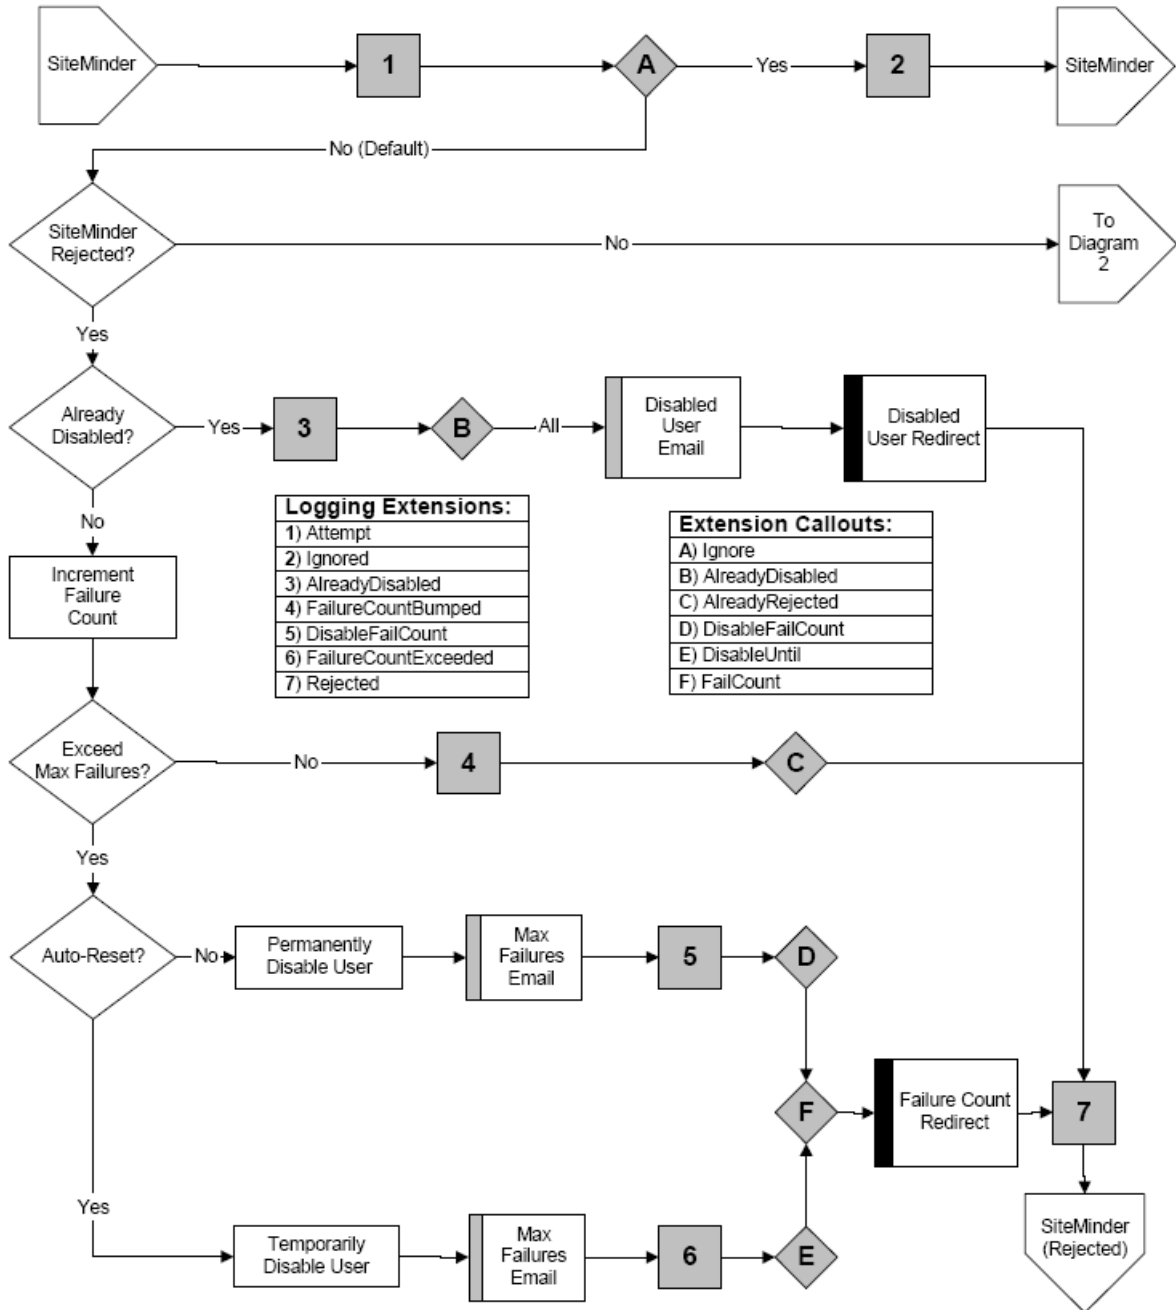 SiteMinder
1
A
Yes
2
SiteMinder
No (Default)
SiteMinder
Rejected?
No
To
Diagram
2
Yes
Already
Disabled?
Yes
3
B
All
Disabled
User
Email
Disabled
User Redirect
No
Increment
Failure
Count
Logging Extensions:
1) Attempt
2) Ignored
3) AlreadyDisabled
4) FailureCountBumped
5) DisableFailCount
6) FailureCountExceeded
7) Rejected
Extension Callouts:
A) Ignore
B) AlreadyDisabled
C) AlreadyRejected
D) DisableFailCount
E) DisableUntil
F) FailCount
Exceed
Max Failures?
No
4
C
Yes
Auto-Reset?
No
Permanently
Disable User
Max
Failures
Email
5
D
F
Failure Count
Redirect
7
Yes
Temporarily
Disable User
Max
Failures
Email
6
E
SiteMinder
(Rejected)